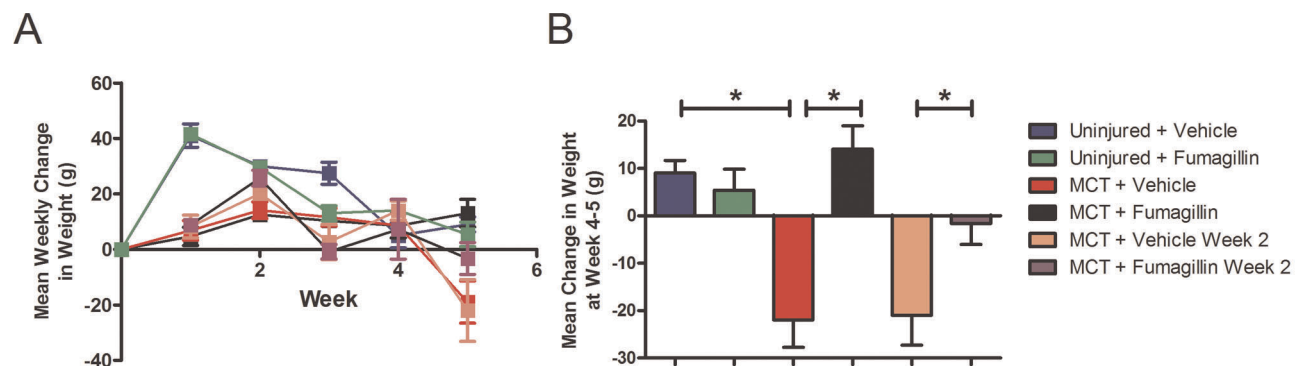 A
Mean Weekly Change
in Weight (g)
60
40
20
0
-20
-40
2
4
6
Week
B
Mean Change in Weight
at Week 4-5 (g)
20
10
0
-10
-20
-30
*
*
*
Uninjured + Vehicle
Uninjured + Fumagillin
MCT + Vehicle
MCT + Fumagillin
MCT + Vehicle Week 2
MCT + Fumagillin Week 2